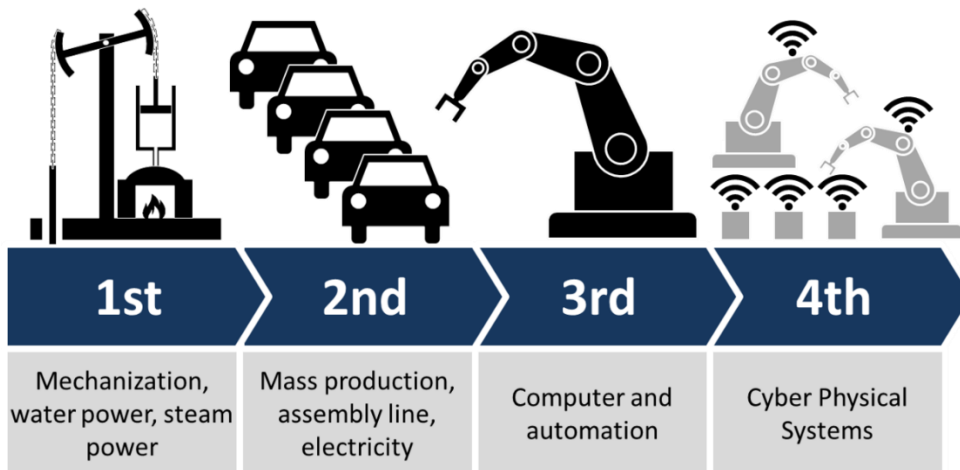 1st
2nd
3rd
4th
Mechanization,
water power, steam
power
Mass production,
assembly line,
electricity
Computer and
automation
Cyber Physical
Systems